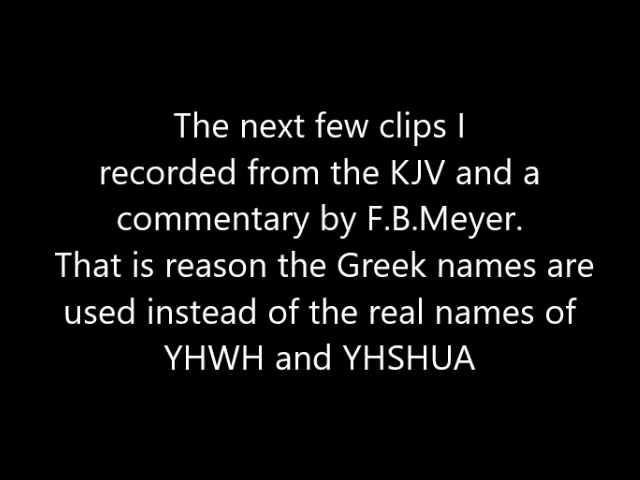 The next few clips I
recorded from the KJV and a
commentary by F.B.Meyer.
That is reason the Greek names are
used instead of the real names of
YHWH and YHSHUA